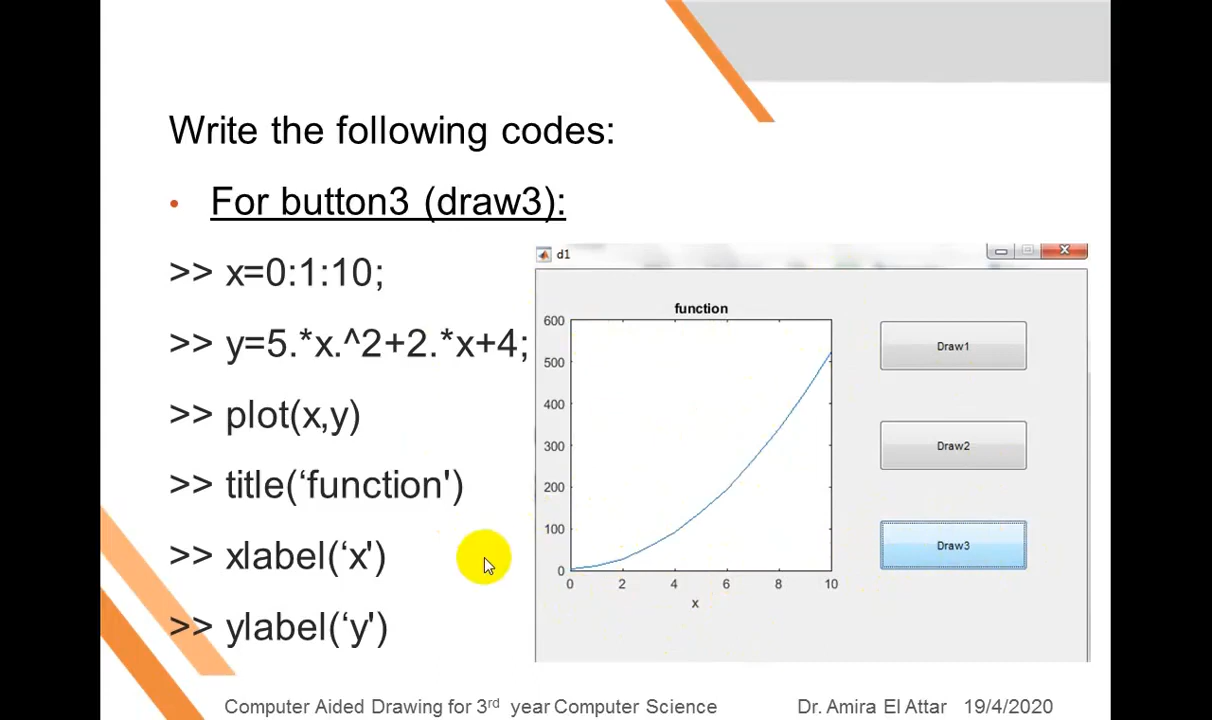 Write the following codes:
• For button3 (draw3):
>> x=0:1:10;
>> y=5.*x.^2+2.*x+4;
>> plot(x,y)
>> title(‘function')
>> xlabel(‘x')
>> ylabel(‘y')
d1
function
600
500
400
300
200
100
0
0 2 4 6 8 10
x
Draw1
Draw2
Draw3
Computer Aided Drawing for 3rd year Computer Science Dr. Amira El Attar 19/4/2020